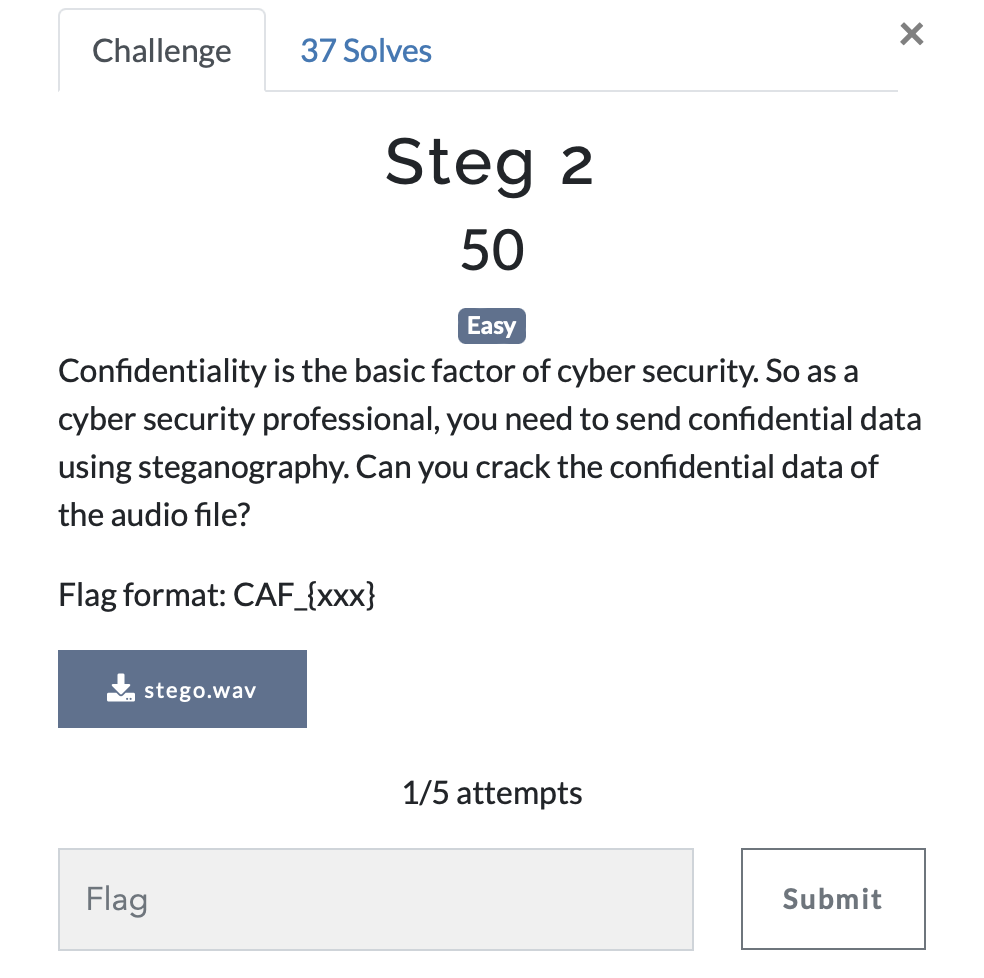 Challenge
37 Solves
×
Steg 2
50
Easy
Confidentiality is the basic factor of cyber security. So as a
cyber security professional, you need to send confidential data
using steganography. Can you crack the confidential data of
the audio file?
Flag format: CAF_{xxx}
stego.wav
1/5 attempts
Flag
Submit